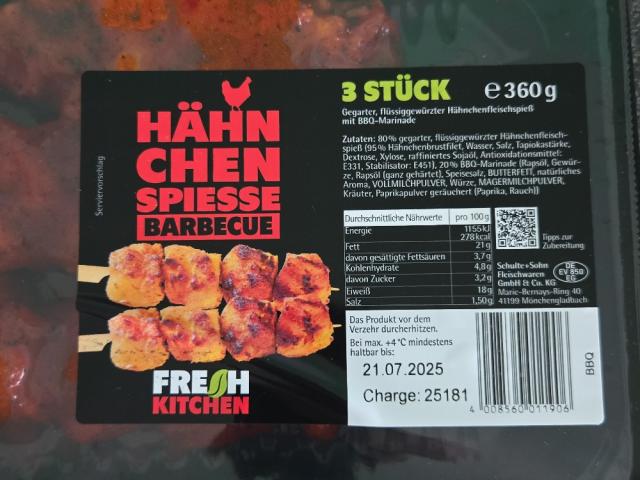 HÄHN
CHEN
SPIESSE
BARBECUE
Serviervorschlag
FRESH
KITCHEN
3 STÜCK
e 360 g
Gegarter, flüssiggewürzter Hähnchenfleischspieß
mit BBQ-Marinade
Zutaten: 80% gegarter, flüssiggewürzter Hähnchenfleisch-
spieß (95% Hähnchenbrustfilet, Wasser, Salz, Tapiokastärke,
Dextrose, Xylose, raffiniertes Sojaöl, Antioxidationsmittel:
E331, Stabilisator: E451), 20% BBQ-Marinade (Rapsöl, Gewür-
ze, Rapsöl (ganz gehärtet), Speisesalz, BUTTERFETT, natürliches
Aroma, VOLLMILCHPULVER, Würze, MAGERMILCHPULVER,
Kräuter, Paprikapulver geräuchert (Paprika, Rauch))
Durchschnittliche Nährwerte pro 100 g
Energie 1155 kJ
278 kcal
Fett 21 g
davon gesättigte Fettsäuren 3,7 g
Kohlenhydrate 4,8 g
davon Zucker 3,2 g
Eiweiß 18 g
Salz 1,50 g
Tipps zur
Zubereitung
Schulte+Sohn
Fleischwaren
GmbH & Co. KG
Marie-Bernays-Ring 40
41199 Mönchengladbach
DE
EV 850
EG
Das Produkt vor dem
Verzehr durcherhitzen.
Bei max. +4 °C mindestens
haltbar bis:
21.07.2025
Charge: 25181
4 008560 011906
BBQ